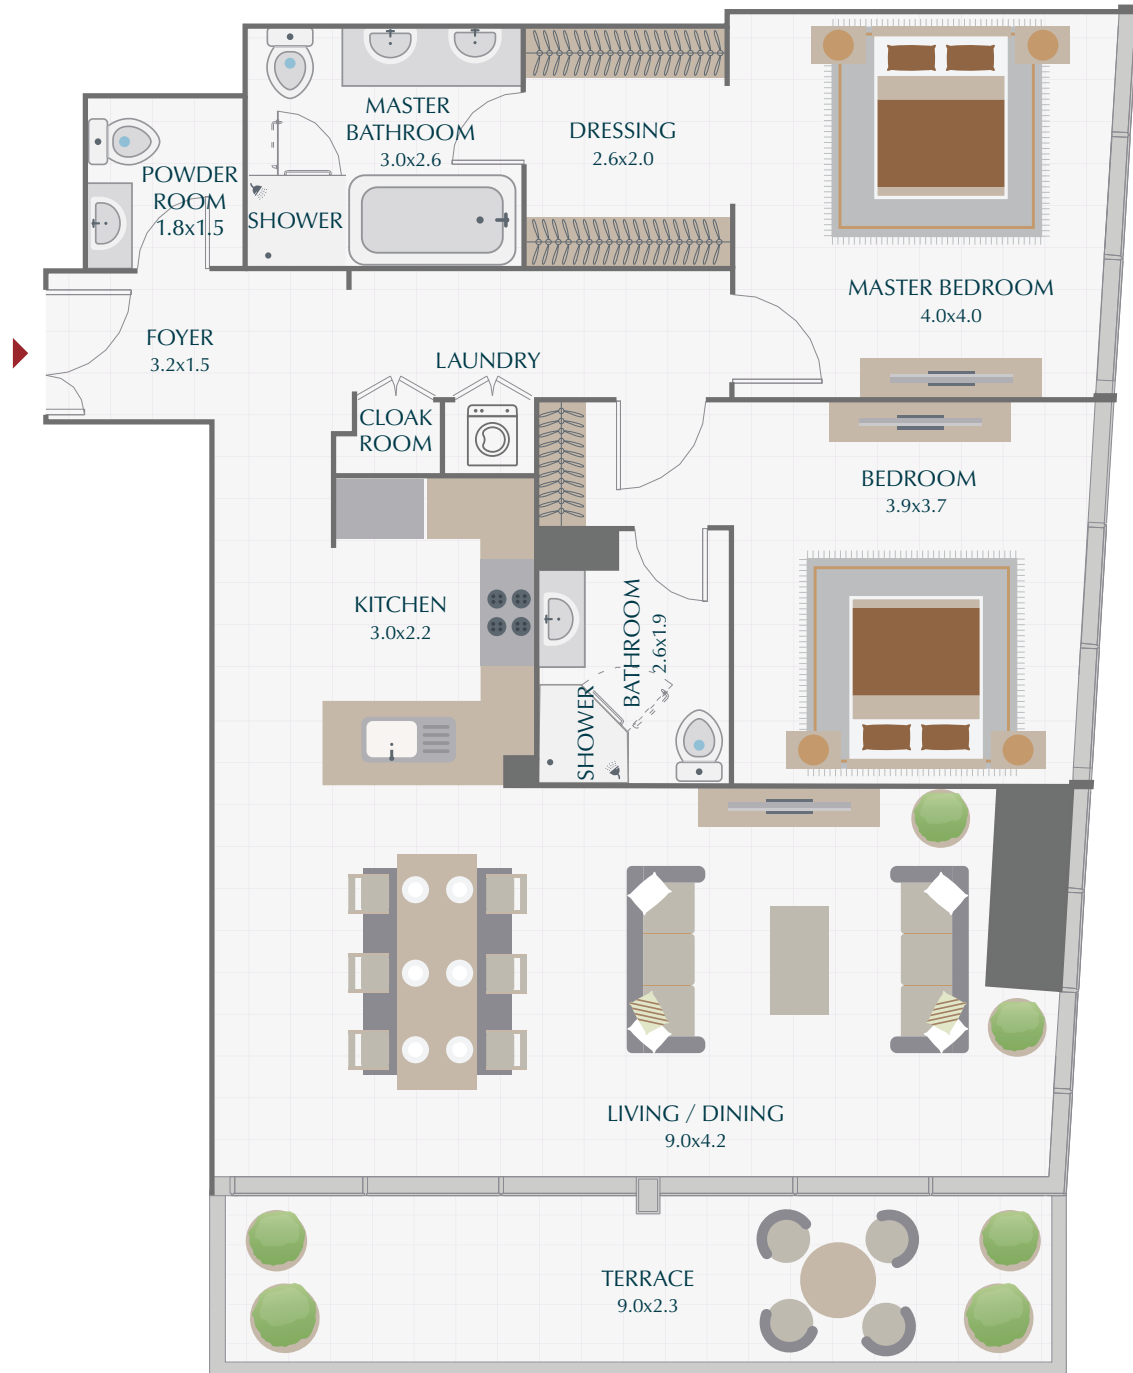 MASTER
BATHROOM
3.0x2.6
DRESSING
2.6x2.0
POWDER
ROOM
1.8x1.5
SHOWER
MASTER BEDROOM
4.0x4.0
FOYER
3.2x1.5
LAUNDRY
CLOAK
ROOM
BEDROOM
3.9x3.7
KITCHEN
3.0x2.2
BATHROOM
2.6x1.9
SHOWER
LIVING / DINING
9.0x4.2
TERRACE
9.0x2.3